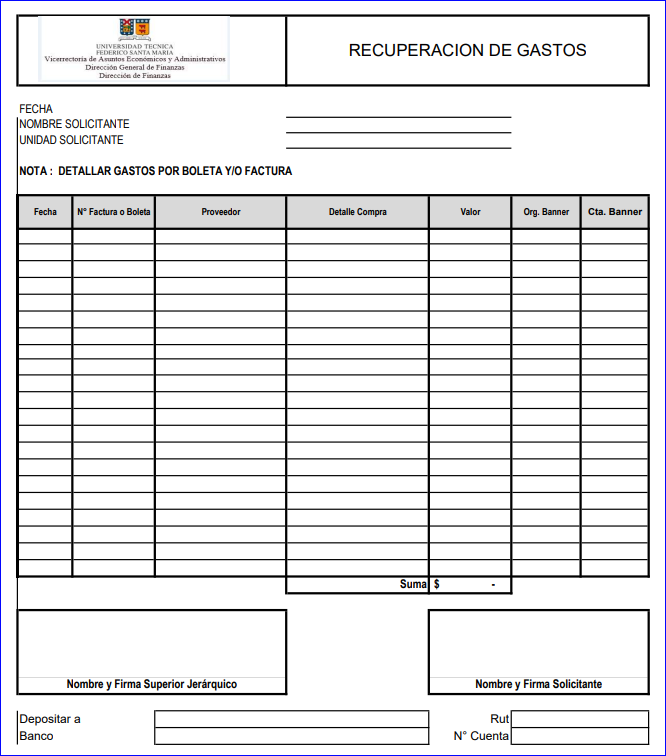 UNIVERSIDAD TECNICA
FEDERICO SANTA MARIA
Vicerrectoría de Asuntos Económicos y Administrativos
Dirección General de Finanzas
Dirección de Finanzas
RECUPERACION DE GASTOS
FECHA
NOMBRE SOLICITANTE
UNIDAD SOLICITANTE
NOTA : DETALLAR GASTOS POR BOLETA Y/O FACTURA
Fecha N° Factura o Boleta Proveedor Detalle Compra Valor Org. Banner Cta. Banner
Suma $ -
Nombre y Firma Superior Jerárquico Nombre y Firma Solicitante
Depositar a Rut
Banco N° Cuenta